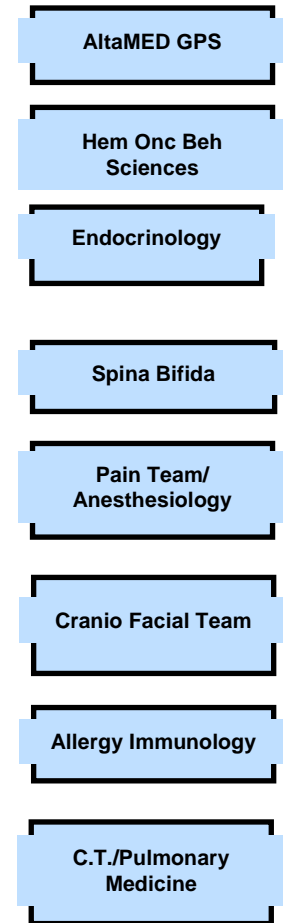 AltaMED GPS
Hem Onc Beh
Sciences
Endocrinology
Spina Bifida
Pain Team/
Anesthesiology
Cranio Facial Team
Allergy Immunology
C.T./Pulmonary
Medicine